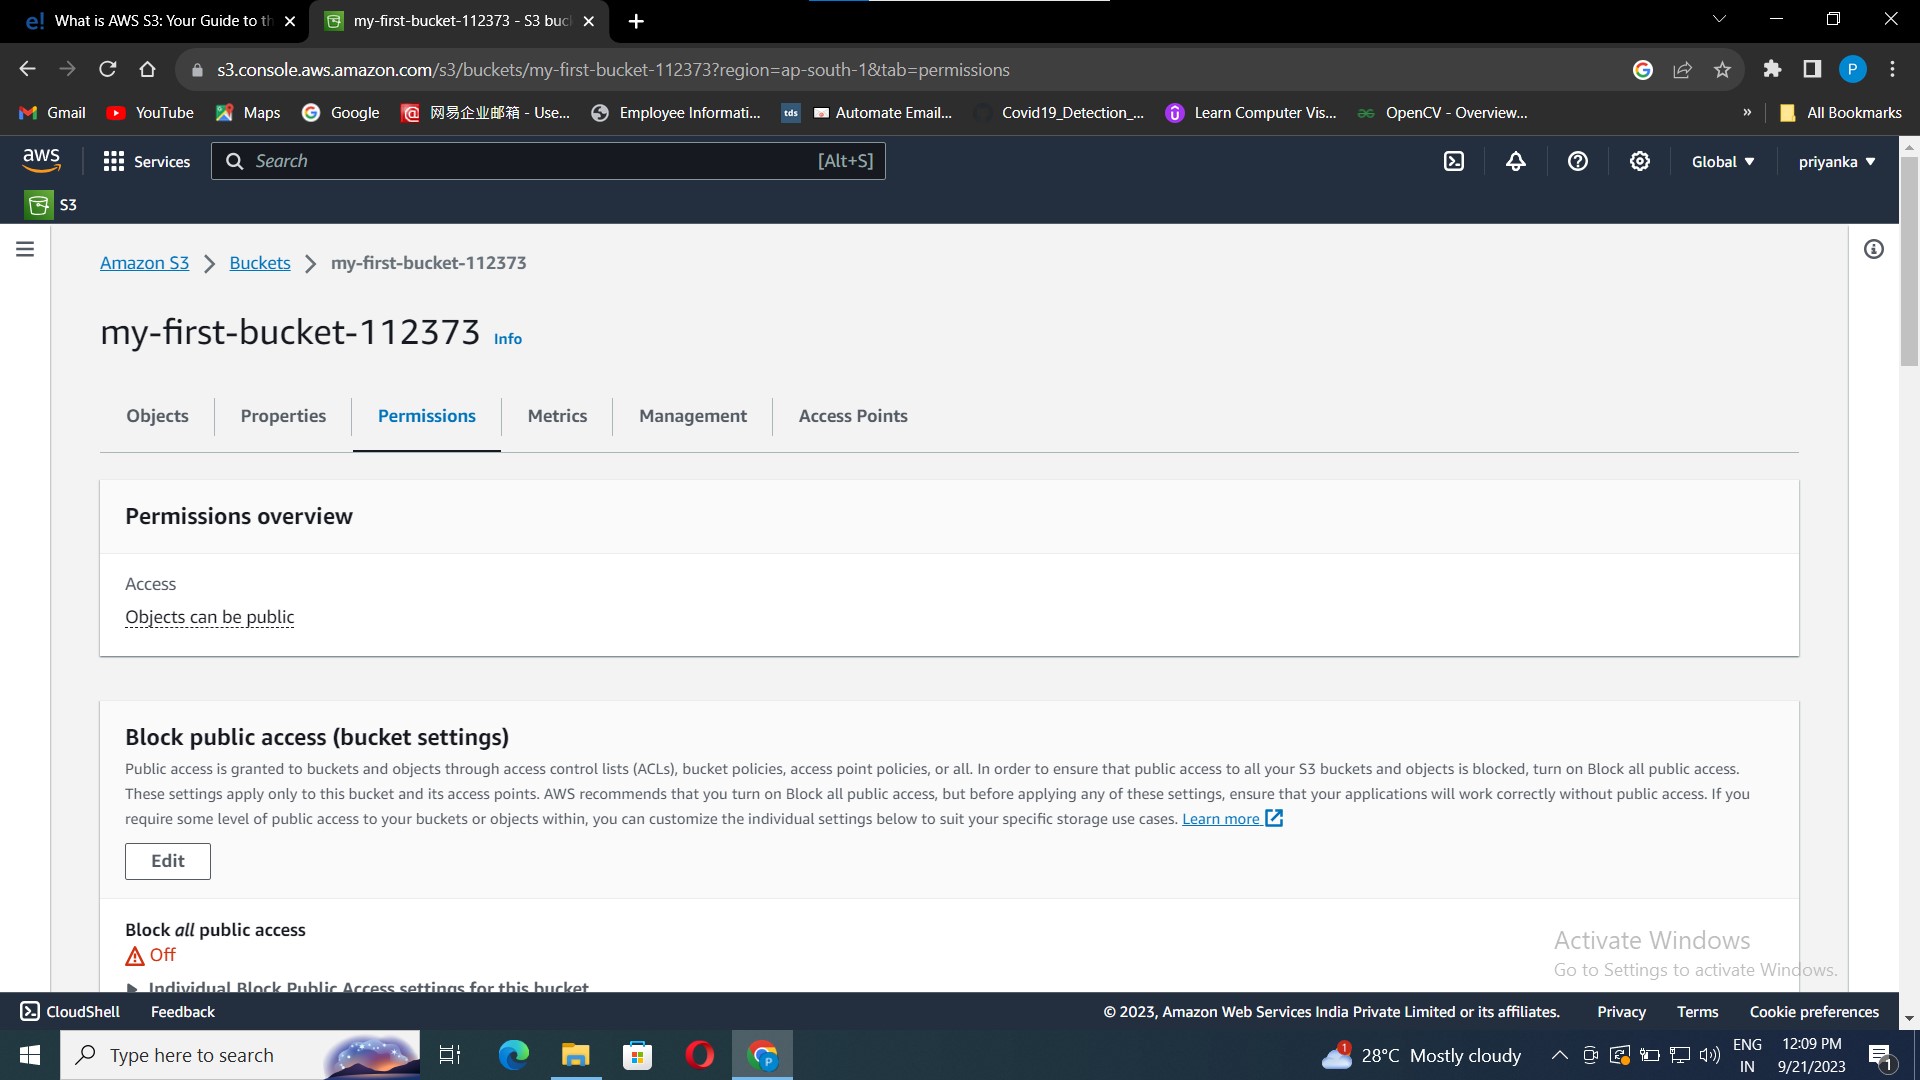 What is AWS S3: Your Guide to th
my-first-bucket-112373 - S3 buc
s3.console.aws.amazon.com/s3/buckets/my-first-bucket-112373?region=ap-south-1&tab=permissions
P
Gmail YouTube Maps Google 网易企业邮箱 - Use... Employee Informati... tds Automate Email... Covid19_Detection_... Learn Computer Vis... OpenCV - Overview... » All Bookmarks
aws Services Search [Alt+S] Global priyanka
S3
Amazon S3 Buckets my-first-bucket-112373
my-first-bucket-112373 Info
Objects Properties Permissions Metrics Management Access Points
Permissions overview
Access
Objects can be public
Block public access (bucket settings)
Public access is granted to buckets and objects through access control lists (ACLs), bucket policies, access point policies, or all. In order to ensure that public access to all your S3 buckets and objects is blocked, turn on Block all public access.
These settings apply only to this bucket and its access points. AWS recommends that you turn on Block all public access, but before applying any of these settings, ensure that your applications will work correctly without public access. If you
require some level of public access to your buckets or objects within, you can customize the individual settings below to suit your specific storage use cases. Learn more
Edit
Block all public access
Off
Individual Block Public Access settings for this bucket
Activate Windows
Go to Settings to activate Windows.
CloudShell Feedback © 2023, Amazon Web Services India Private Limited or its affiliates. Privacy Terms Cookie preferences
Type here to search 1 28°C Mostly cloudy ENG IN 12:09 PM 9/21/2023 1